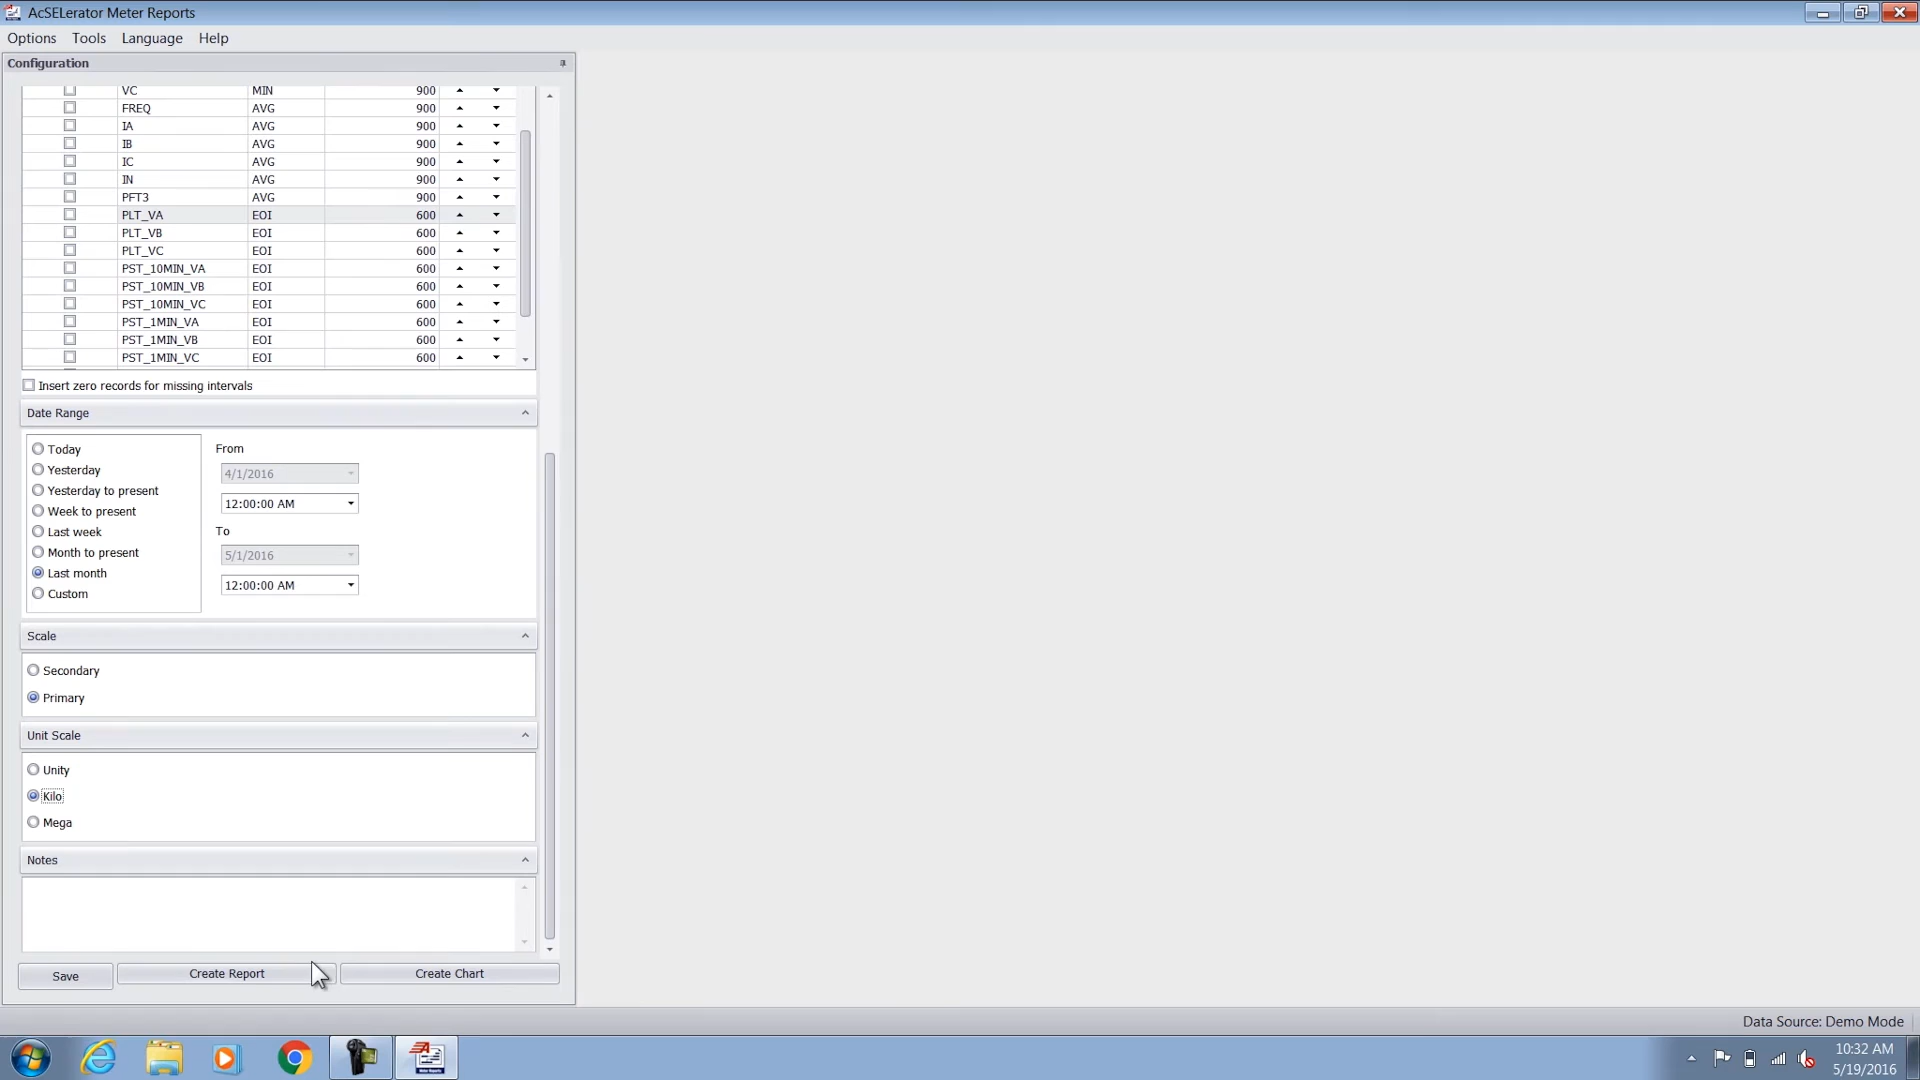 AcSELerator Meter Reports
Options Tools Language Help
Configuration
VC MIN 900
FREQ AVG 900
IA AVG 900
IB AVG 900
IC AVG 900
IN AVG 900
PFT3 AVG 900
PLT_VA EOI 600
PLT_VB EOI 600
PLT_VC EOI 600
PST_10MIN_VA EOI 600
PST_10MIN_VB EOI 600
PST_10MIN_VC EOI 600
PST_1MIN_VA EOI 600
PST_1MIN_VB EOI 600
PST_1MIN_VC EOI 600
Insert zero records for missing intervals
Date Range
Today
Yesterday
Yesterday to present
Week to present
Last week
Month to present
Last month
Custom
From
4/1/2016
12:00:00 AM
To
5/1/2016
12:00:00 AM
Scale
Secondary
Primary
Unit Scale
Unity
Kilo
Mega
Notes
Save Create Report Create Chart
Data Source: Demo Mode
10:32 AM
5/19/2016